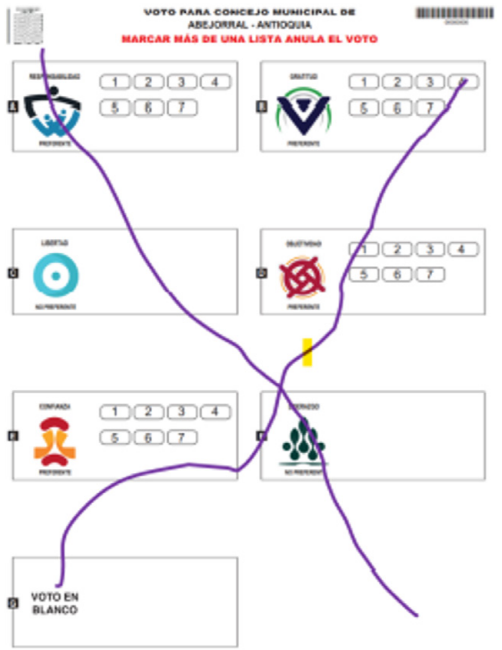 VOTO PARA CONCEJO MUNICIPAL DE
ABEJORRAL - ANTIOQUIA
MARCAR MÁS DE UNA LISTA ANULA EL VOTO
RESPONSABILIDAD
1 2 3 4
A
5 6 7
PREFERENTE
GRATITUD
1 2 3 4
B
5 6 7
PREFERENTE
LIBERTAD
C
NO PREFERENTE
OBJETIVIDAD
1 2 3 4
D
5 6 7
PREFERENTE
CONFIANZA
1 2 3 4
E
5 6 7
PREFERENTE
LIDERAZGO
F
NO PREFERENTE
G
VOTO EN
BLANCO